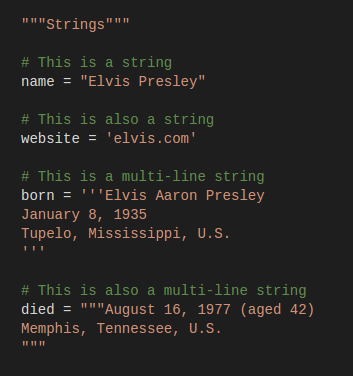 """Strings"""
# This is a string
name = "Elvis Presley"
# This is also a string
website = 'elvis.com'
# This is a multi-line string
born = '''Elvis Aaron Presley
January 8, 1935
Tupelo, Mississippi, U.S.
'''
# This is also a multi-line string
died = """August 16, 1977 (aged 42)
Memphis, Tennessee, U.S.
"""